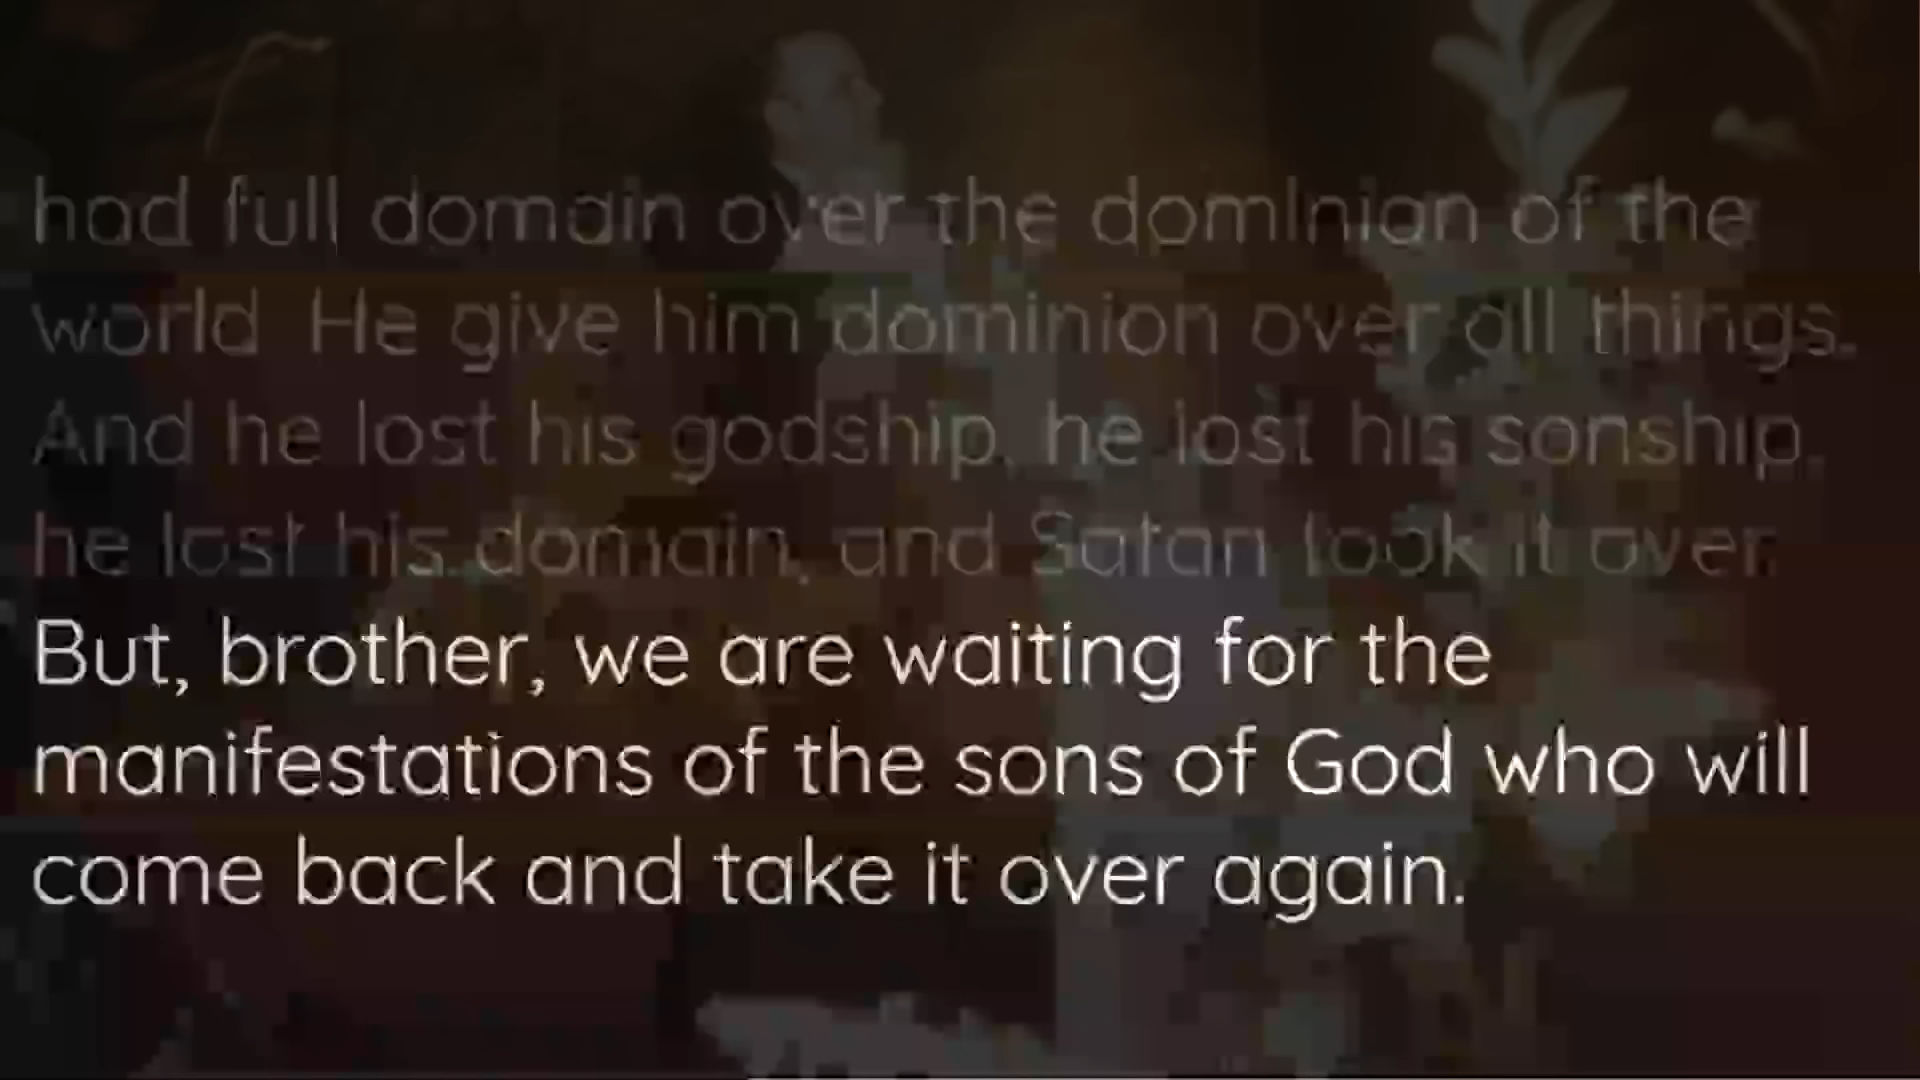 had full domain over the dominian of the
world. He give him dominion over all things.
And he lost his godship, he lost his sonship,
he lost his domain, and Satan took it over.
But, brother, we are waiting for the
manifestations of the sons of God who will
come back and take it over again.